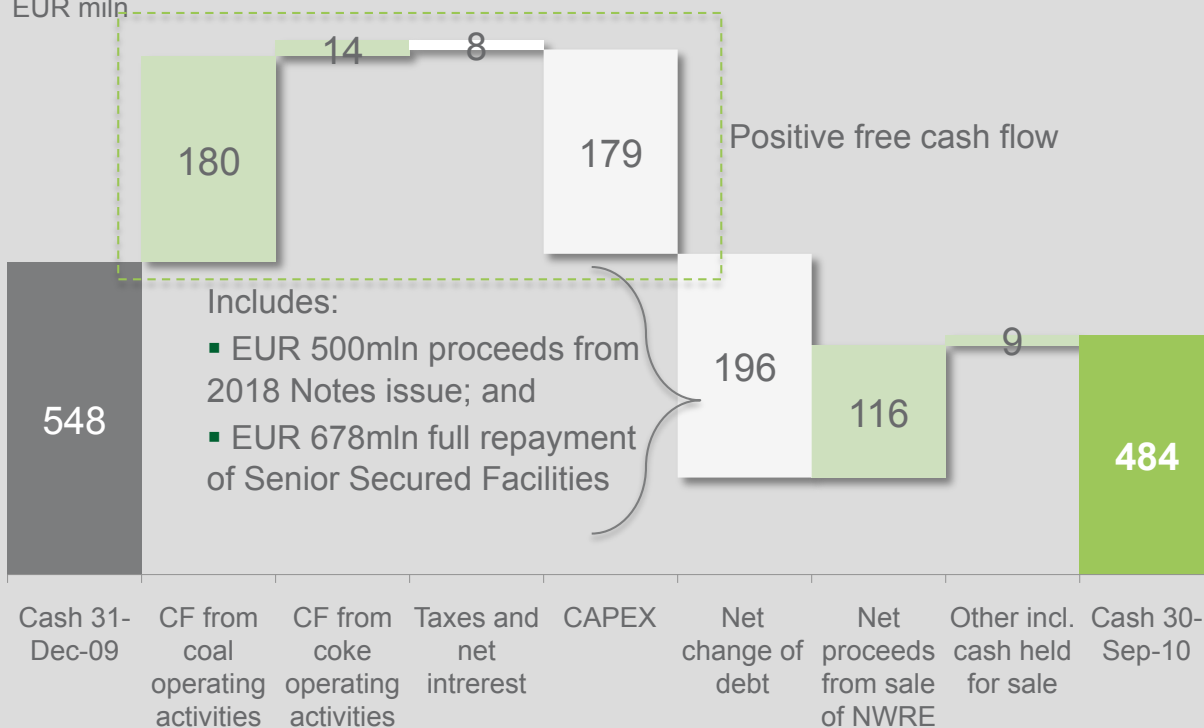 EUR miln
14
8
180
179
Positive free cash flow
Includes:
▪ EUR 500mln proceeds from
2018 Notes issue; and
▪ EUR 678mln full repayment
of Senior Secured Facilities
548
196
116
9
484
Cash 31-
Dec-09
CF from
coal
operating
activities
CF from
coke
operating
activities
Taxes and
net
intrerest
CAPEX
Net
change of
debt
Net
proceeds
from sale
of NWRE
Other incl.
cash held
for sale
Cash 30-
Sep-10